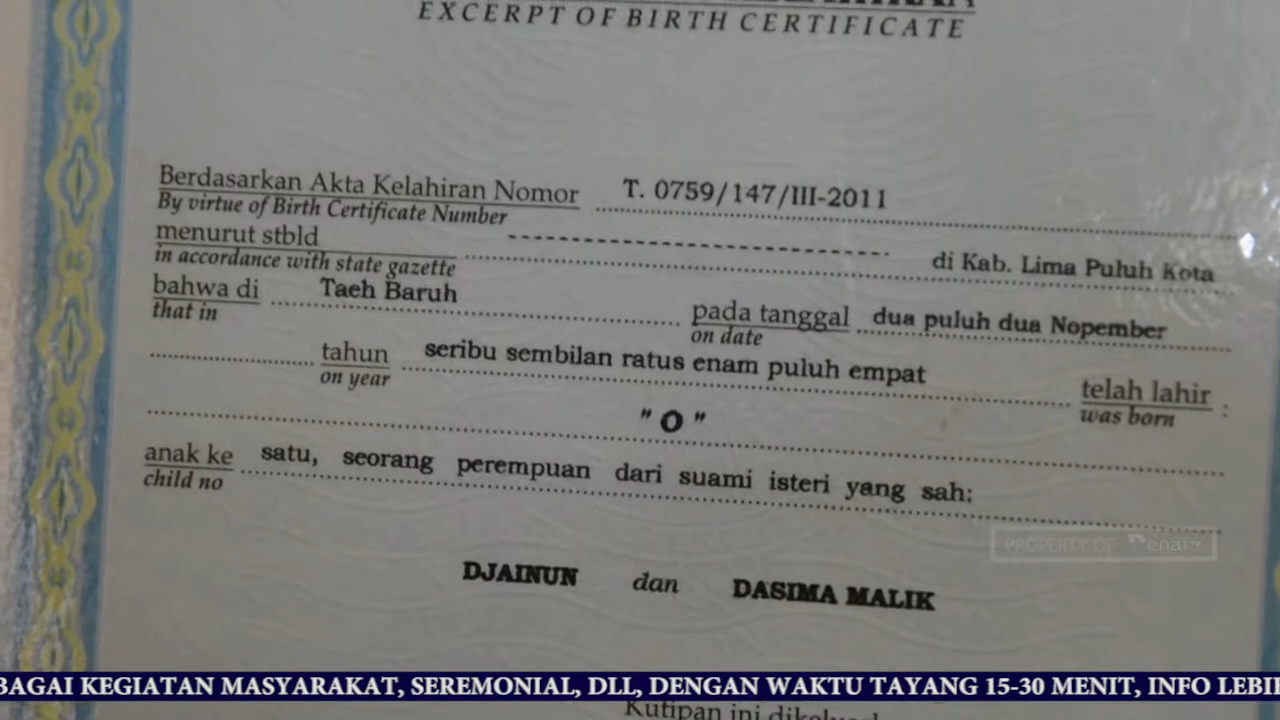 EXCERPT OF BIRTH CERTIFICATE
Berdasarkan Akta Kelahiran Nomor T. 0759/147/III-2011
By virtue of Birth Certificate Number
menurut stbld di Kab. Lima Puluh Kota
in accordance with state gazette
bahwa di Taeh Baruh pada tanggal dua puluh dua Nopember
that in on date
tahun seribu sembilan ratus enam puluh empat telah lahir :
on year was born
" O "
anak ke satu, seorang perempuan dari suami isteri yang sah:
child no
PROPERTY OF
DJAINUN dan DASIMA MALIK
BAGAI KEGIATAN MASYARAKAT, SEREMONIAL, DLL, DENGAN WAKTU TAYANG 15-30 MENIT, INFO LEBI
Kutipan ini